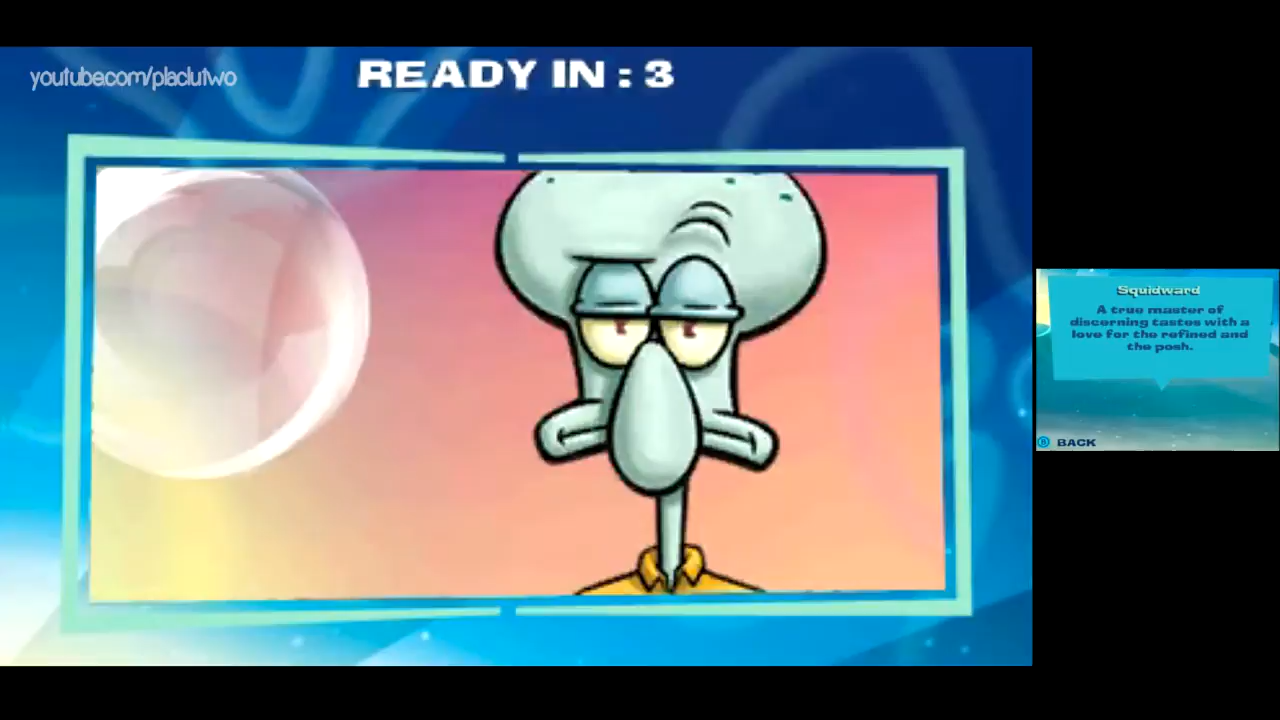 youtube.com/placlutwo
READY IN : 3
Squidward
A true master of
discerning tastes with a
love for the refined and
the posh.
B BACK